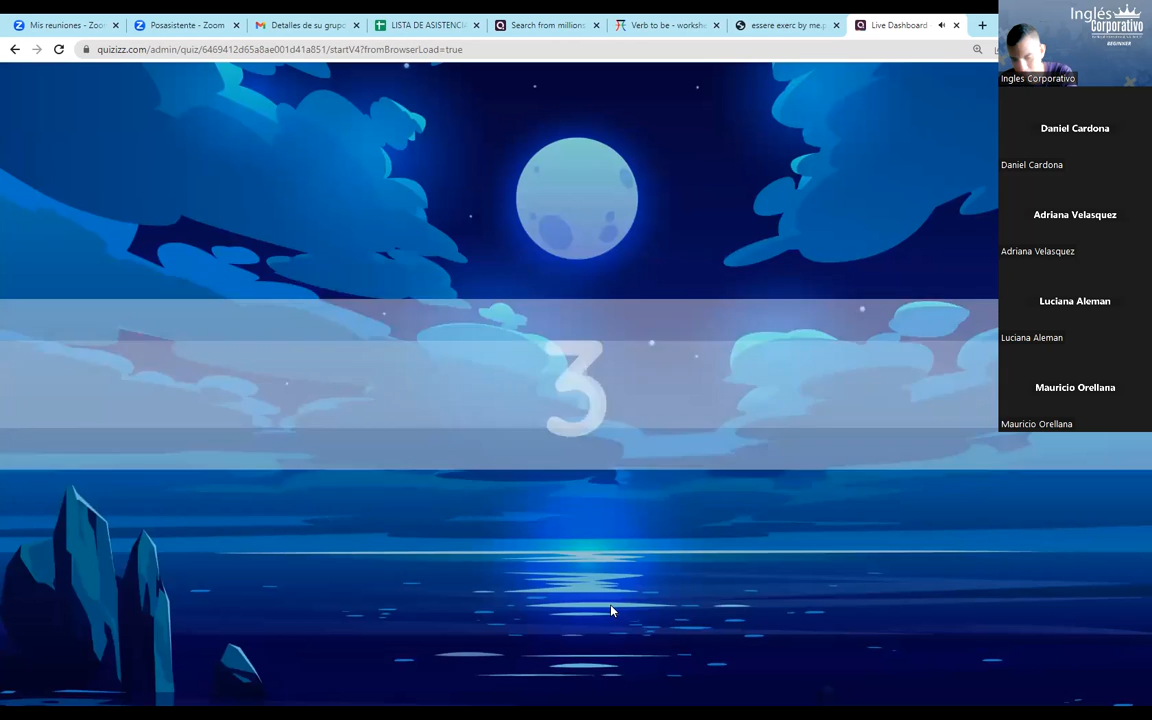 Mis reuniones - Zoo
Posasistente - Zoom
Detalles de su grupo
LISTA DE ASISTENCI
Search from million
Verb to be - workshe
essere exerc by me.p
Live Dashboard
quizizz.com/admin/quiz/6469412d65a8ae001d41a851/startV4?fromBrowserLoad=true
Inglés
Corporativo
BEGINNER
Ingles Corporativo
Daniel Cardona
Daniel Cardona
Adriana Velasquez
Adriana Velasquez
Luciana Aleman
Luciana Aleman
Mauricio Orellana
Mauricio Orellana
3